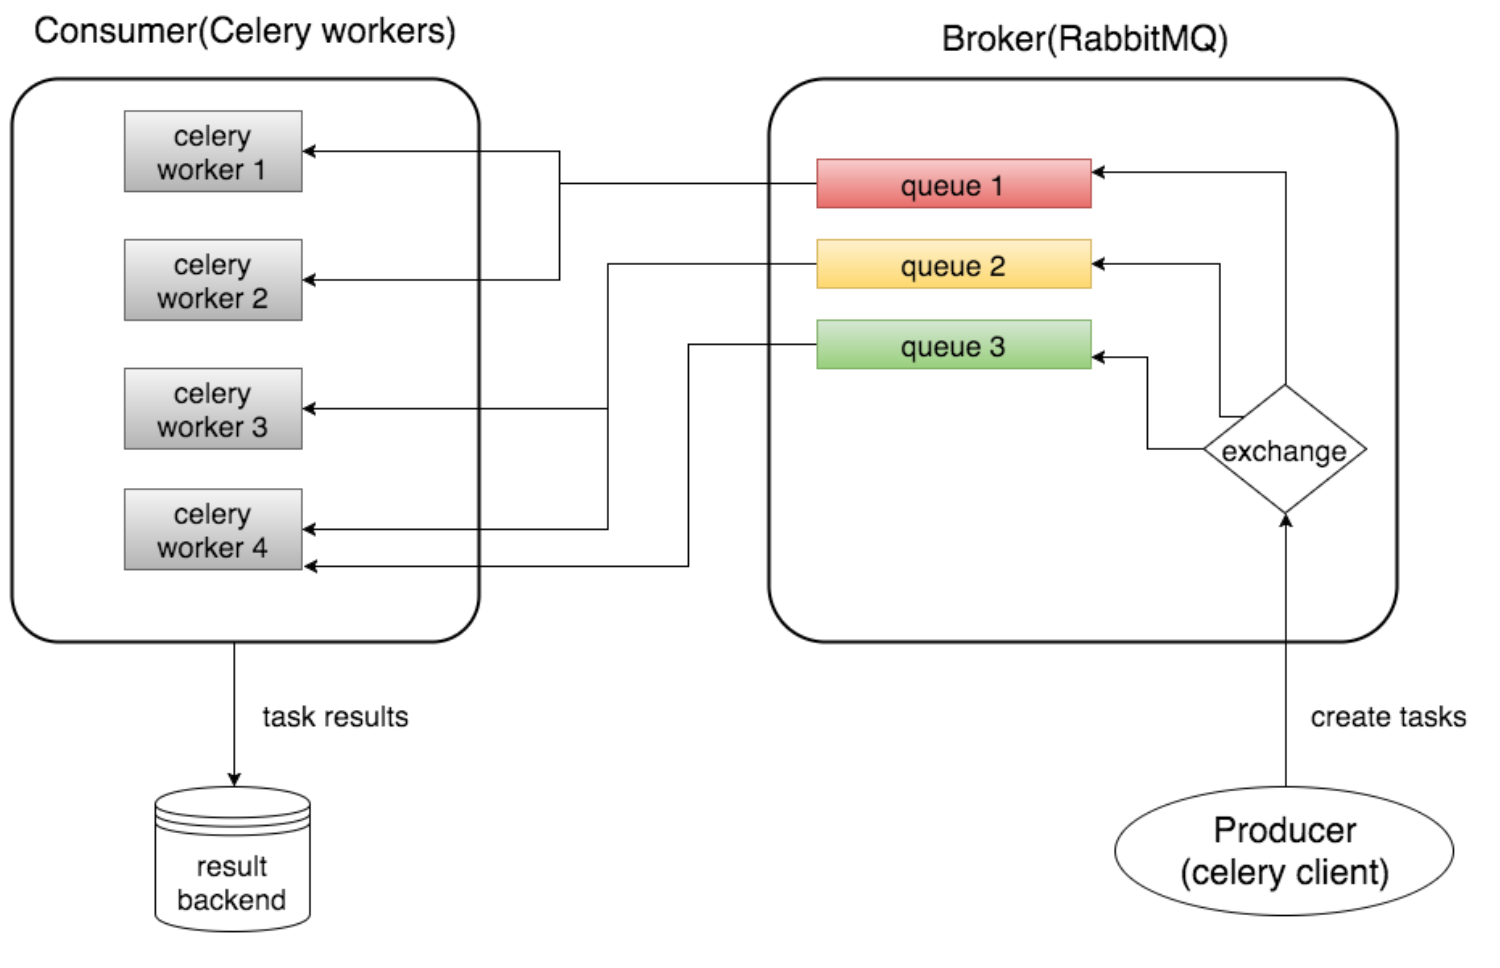 Consumer(Celery workers)
Broker(RabbitMQ)
celery
worker 1
celery
worker 2
celery
worker 3
celery
worker 4
queue 1
queue 2
queue 3
exchange
task results
create tasks
result
backend
Producer
(celery client)